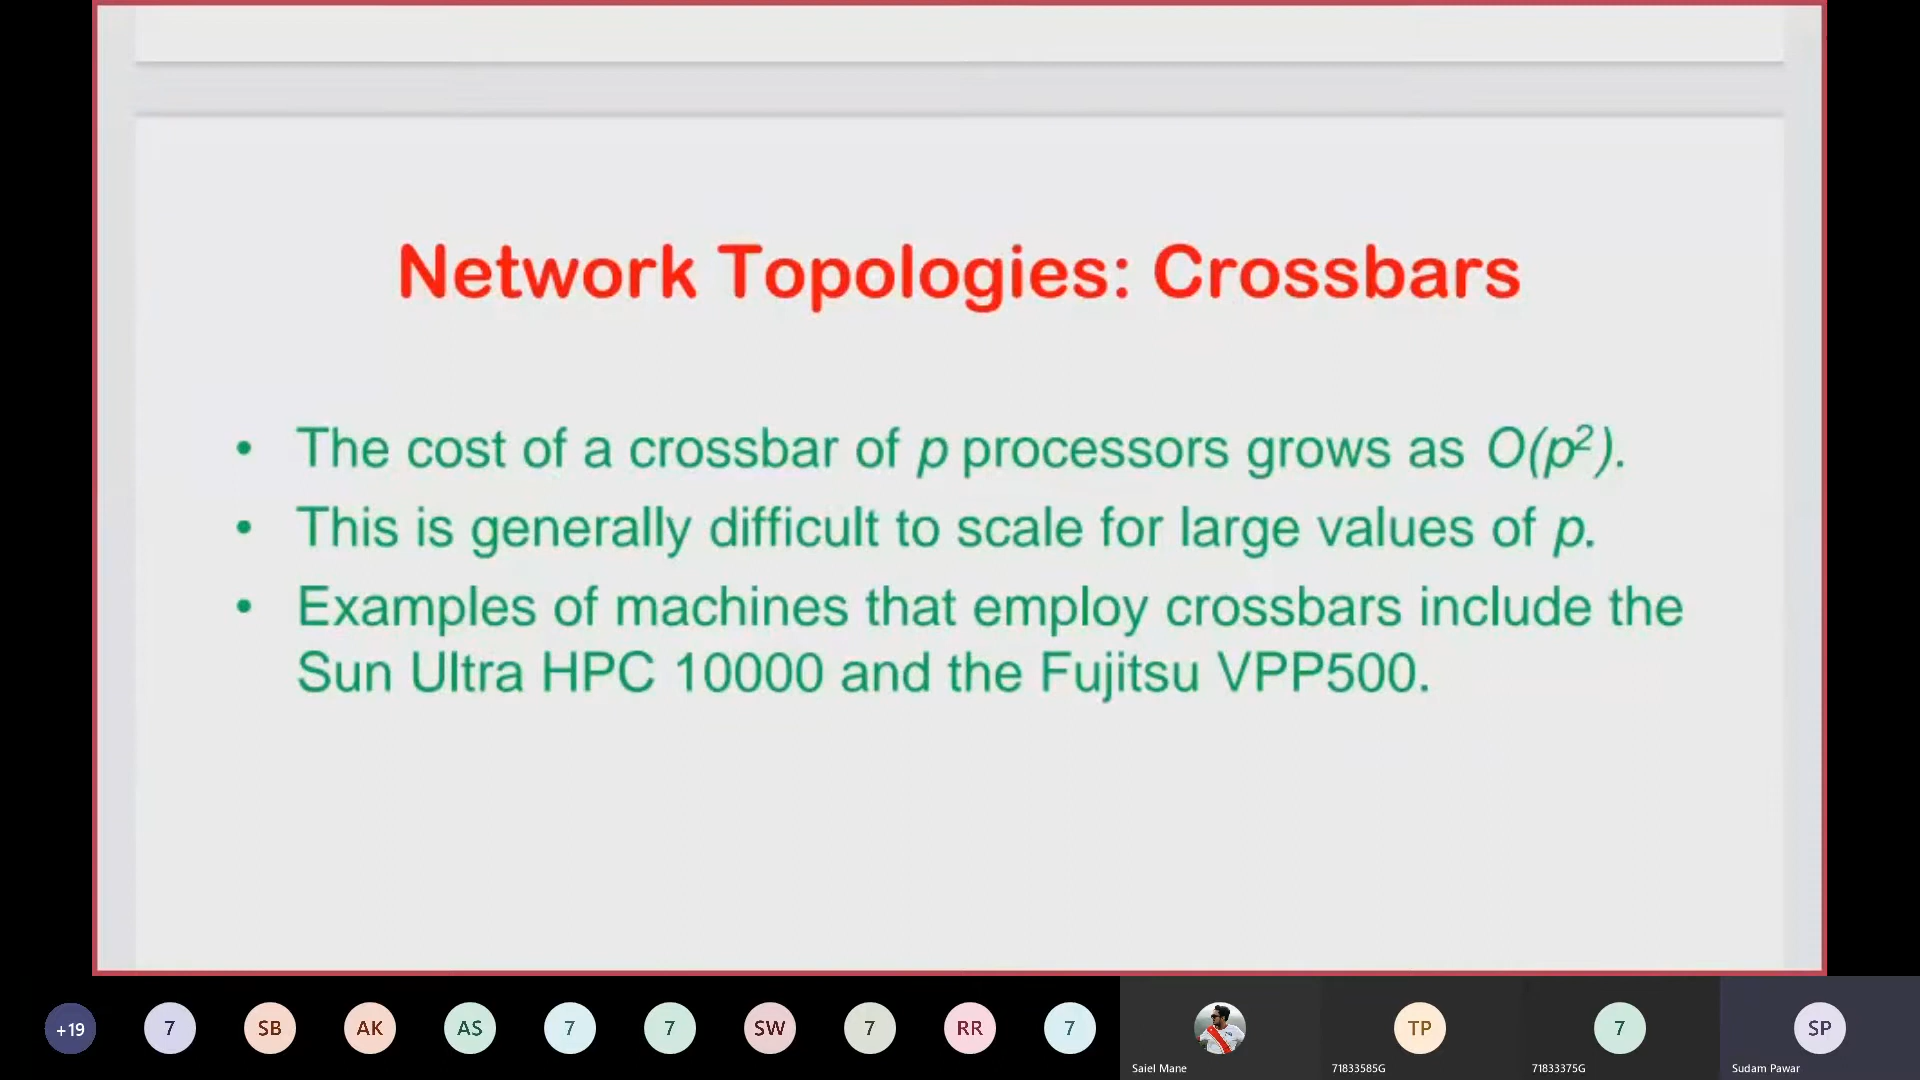 Network Topologies: Crossbars
• The cost of a crossbar of p processors grows as O(p²).
• This is generally difficult to scale for large values of p.
• Examples of machines that employ crossbars include the
Sun Ultra HPC 10000 and the Fujitsu VPP500.
+19 7 SB AK AS 7 7 SW 7 RR 7 TP 7 SP
Saiel Mane 71833585G 71833375G Sudam Pawar